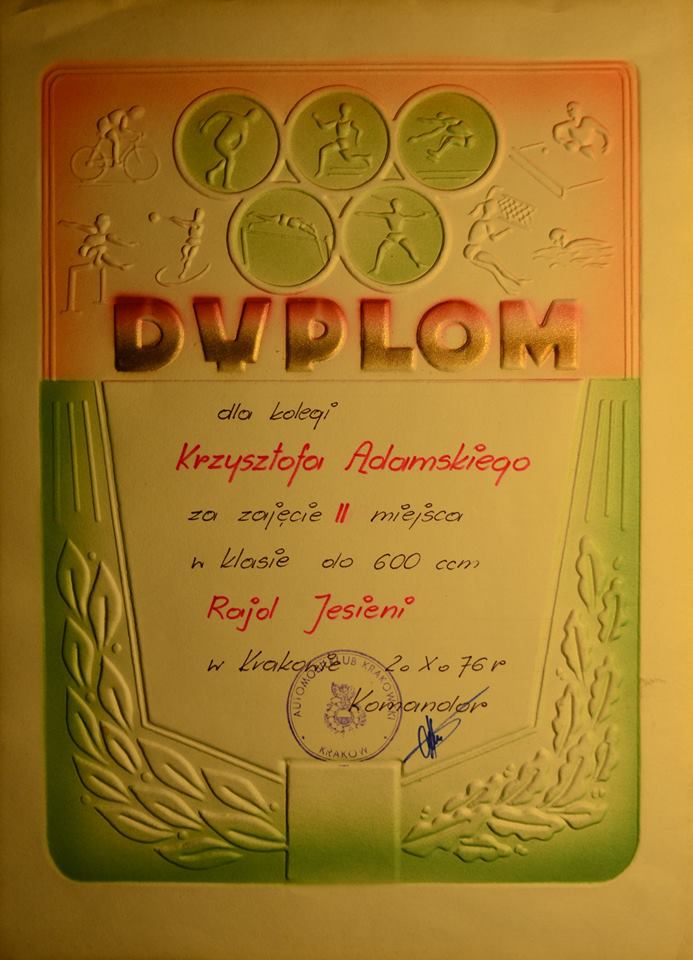 DYPLOM
dla kolegi
Krzysztofa Adamskiego
za zajęcie II miejsca
w klasie do 600 ccm
Rajd Jesieni
w Krakowie 2. X. 76 r
Komandor
AUTOMOBILKLUB KRAKOWSKI
KRAKÓW